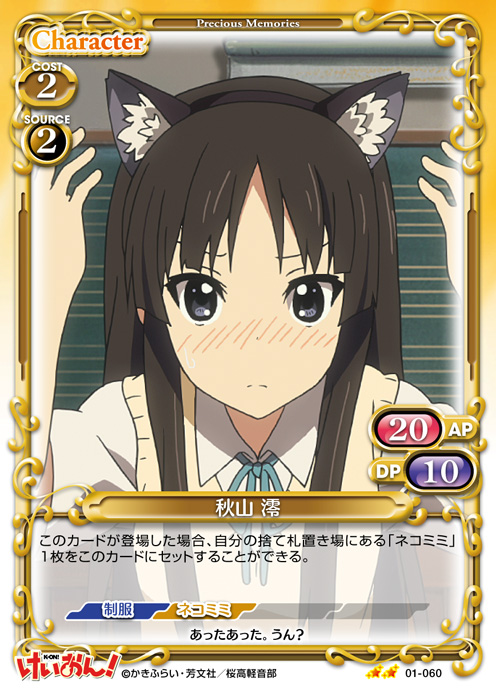 Precious Memories
Character
COST
2
SOURCE
2
20 AP
DP 10
秋山 澪
このカードが登場した場合、自分の捨て札置き場にある「ネコミミ」
1枚をこのカードにセットすることができる。
制服 ネコミミ
あったあった。うん?
K-ON!
けいおん!
©かきふらい・芳文社/桜高軽音部
01-060